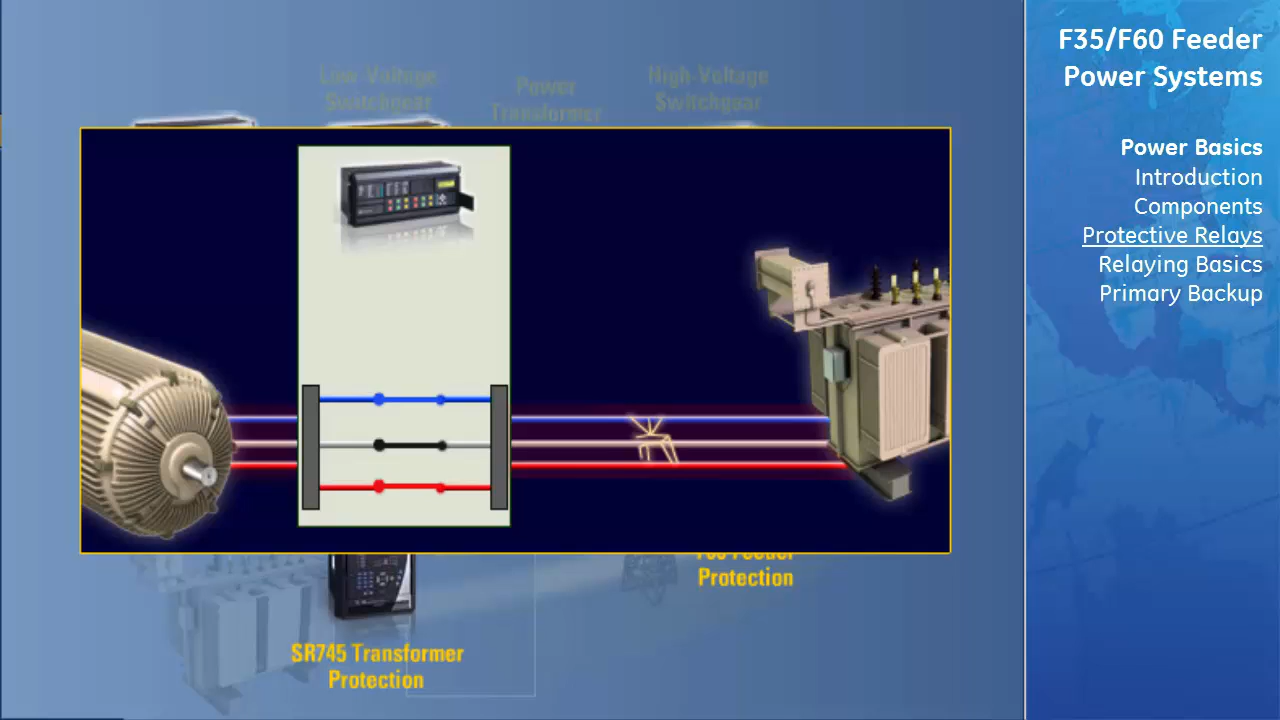 F35/F60 Feeder
Power Systems
Power Basics
Introduction
Components
Protective Relays
Relaying Basics
Primary Backup
Low-Voltage
Switchgear
Power
Transformer
High-Voltage
Switchgear
Feeder
Protection
SR745 Transformer
Protection